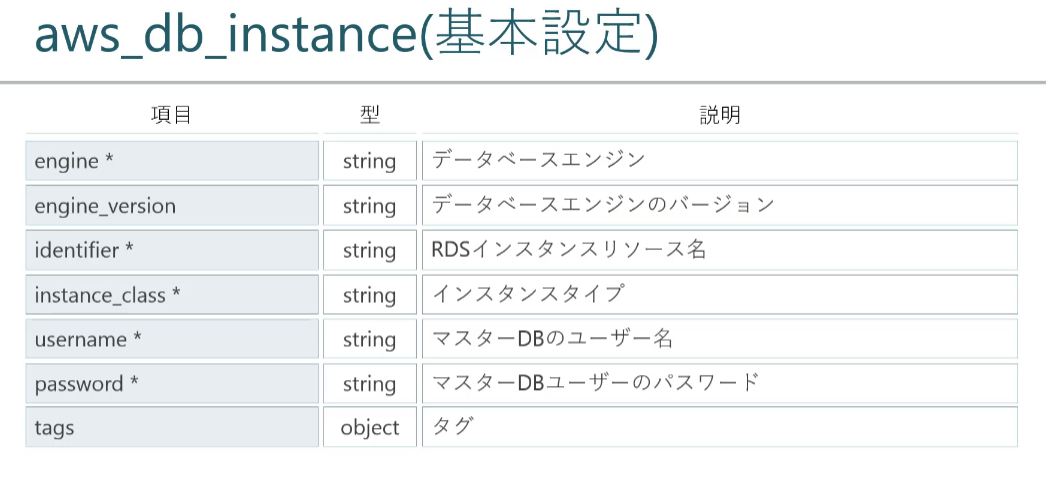 aws_db_instance(基本設定)
項目 型 説明
engine * string データベースエンジン
engine_version string データベースエンジンのバージョン
identifier * string RDSインスタンスリソース名
instance_class * string インスタンスタイプ
username * string マスターDBのユーザー名
password * string マスターDBユーザーのパスワード
tags object タグ